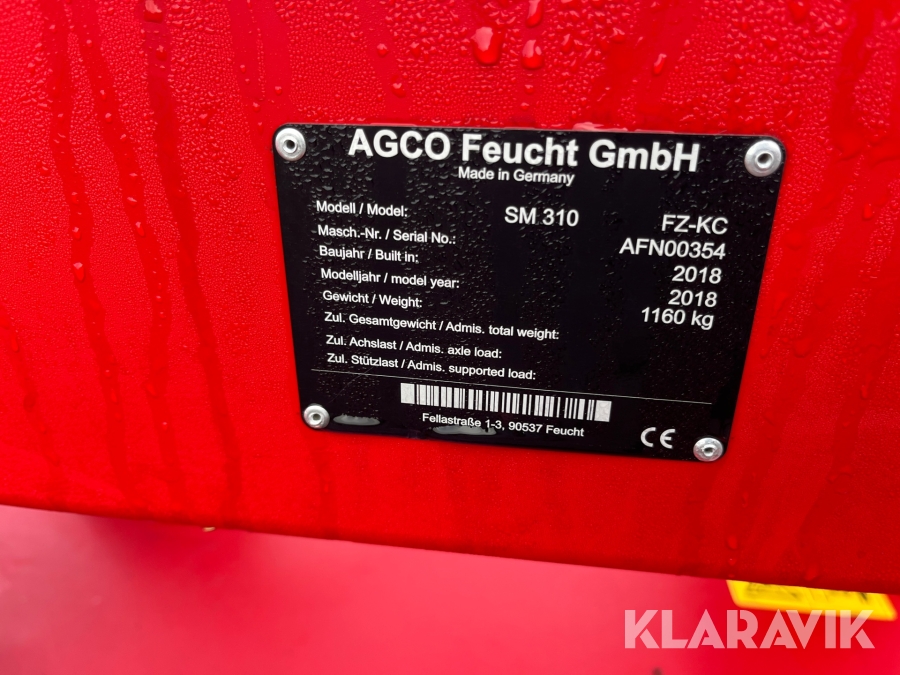 AGCO Feucht GmbH
Made in Germany
Modell / Model: SM 310 FZ-KC
Masch.-Nr. / Serial No.: AFN00354
Baujahr / Built in: 2018
Modelljahr / model year: 2018
Gewicht / Weight: 1160 kg
Zul. Gesamtgewicht / Admis. total weight:
Zul. Achslast / Admis. axle load:
Zul. Stützlast / Admis. supported load:
Fellastraße 1-3, 90537 Feucht
CE
KLARAVIK